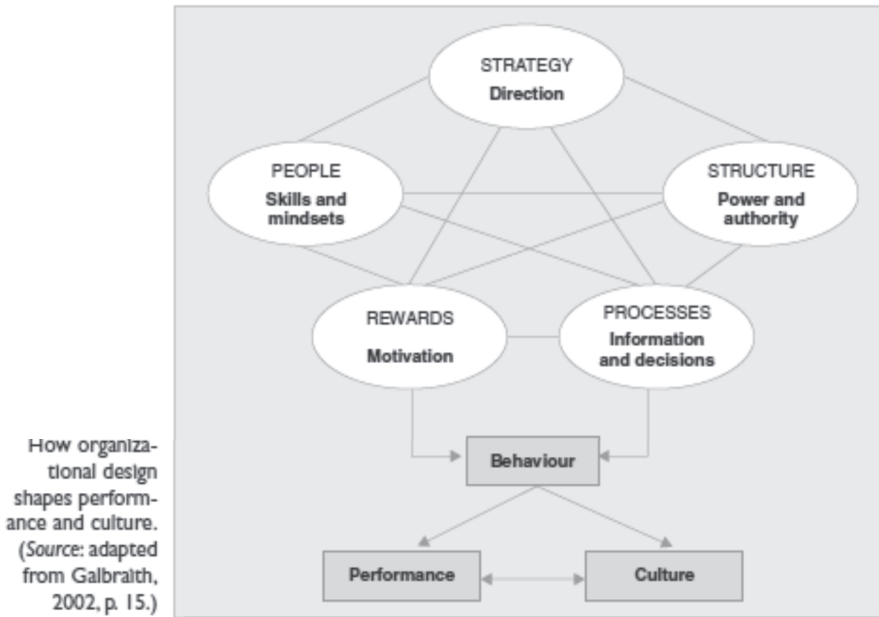 STRATEGY
Direction
PEOPLE
Skills and
mindsets
STRUCTURE
Power and
authority
REWARDS
Motivation
PROCESSES
Information
and decisions
Behaviour
Performance
Culture
How organiza-
tional design
shapes perform-
ance and culture.
(Source: adapted
from Galbraith,
2002, p. 15.)